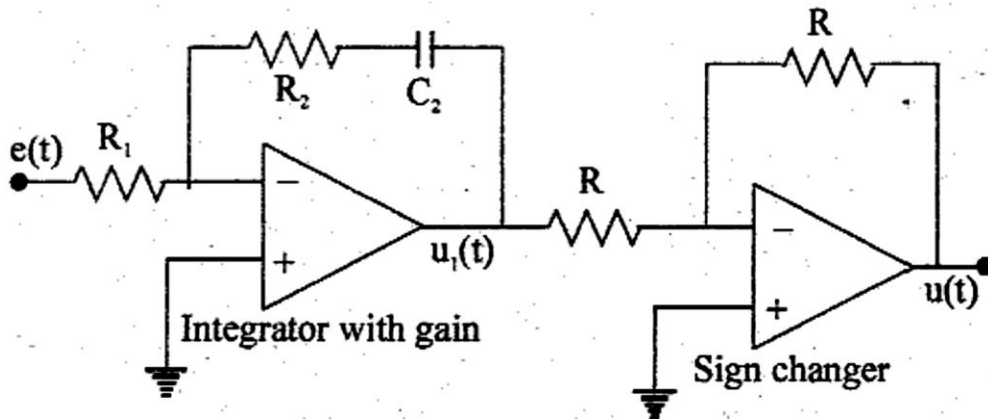 R
R₂
C₂
e(t)
R₁
R
−
+
u₁(t)
−
+
u(t)
Integrator with gain
Sign changer